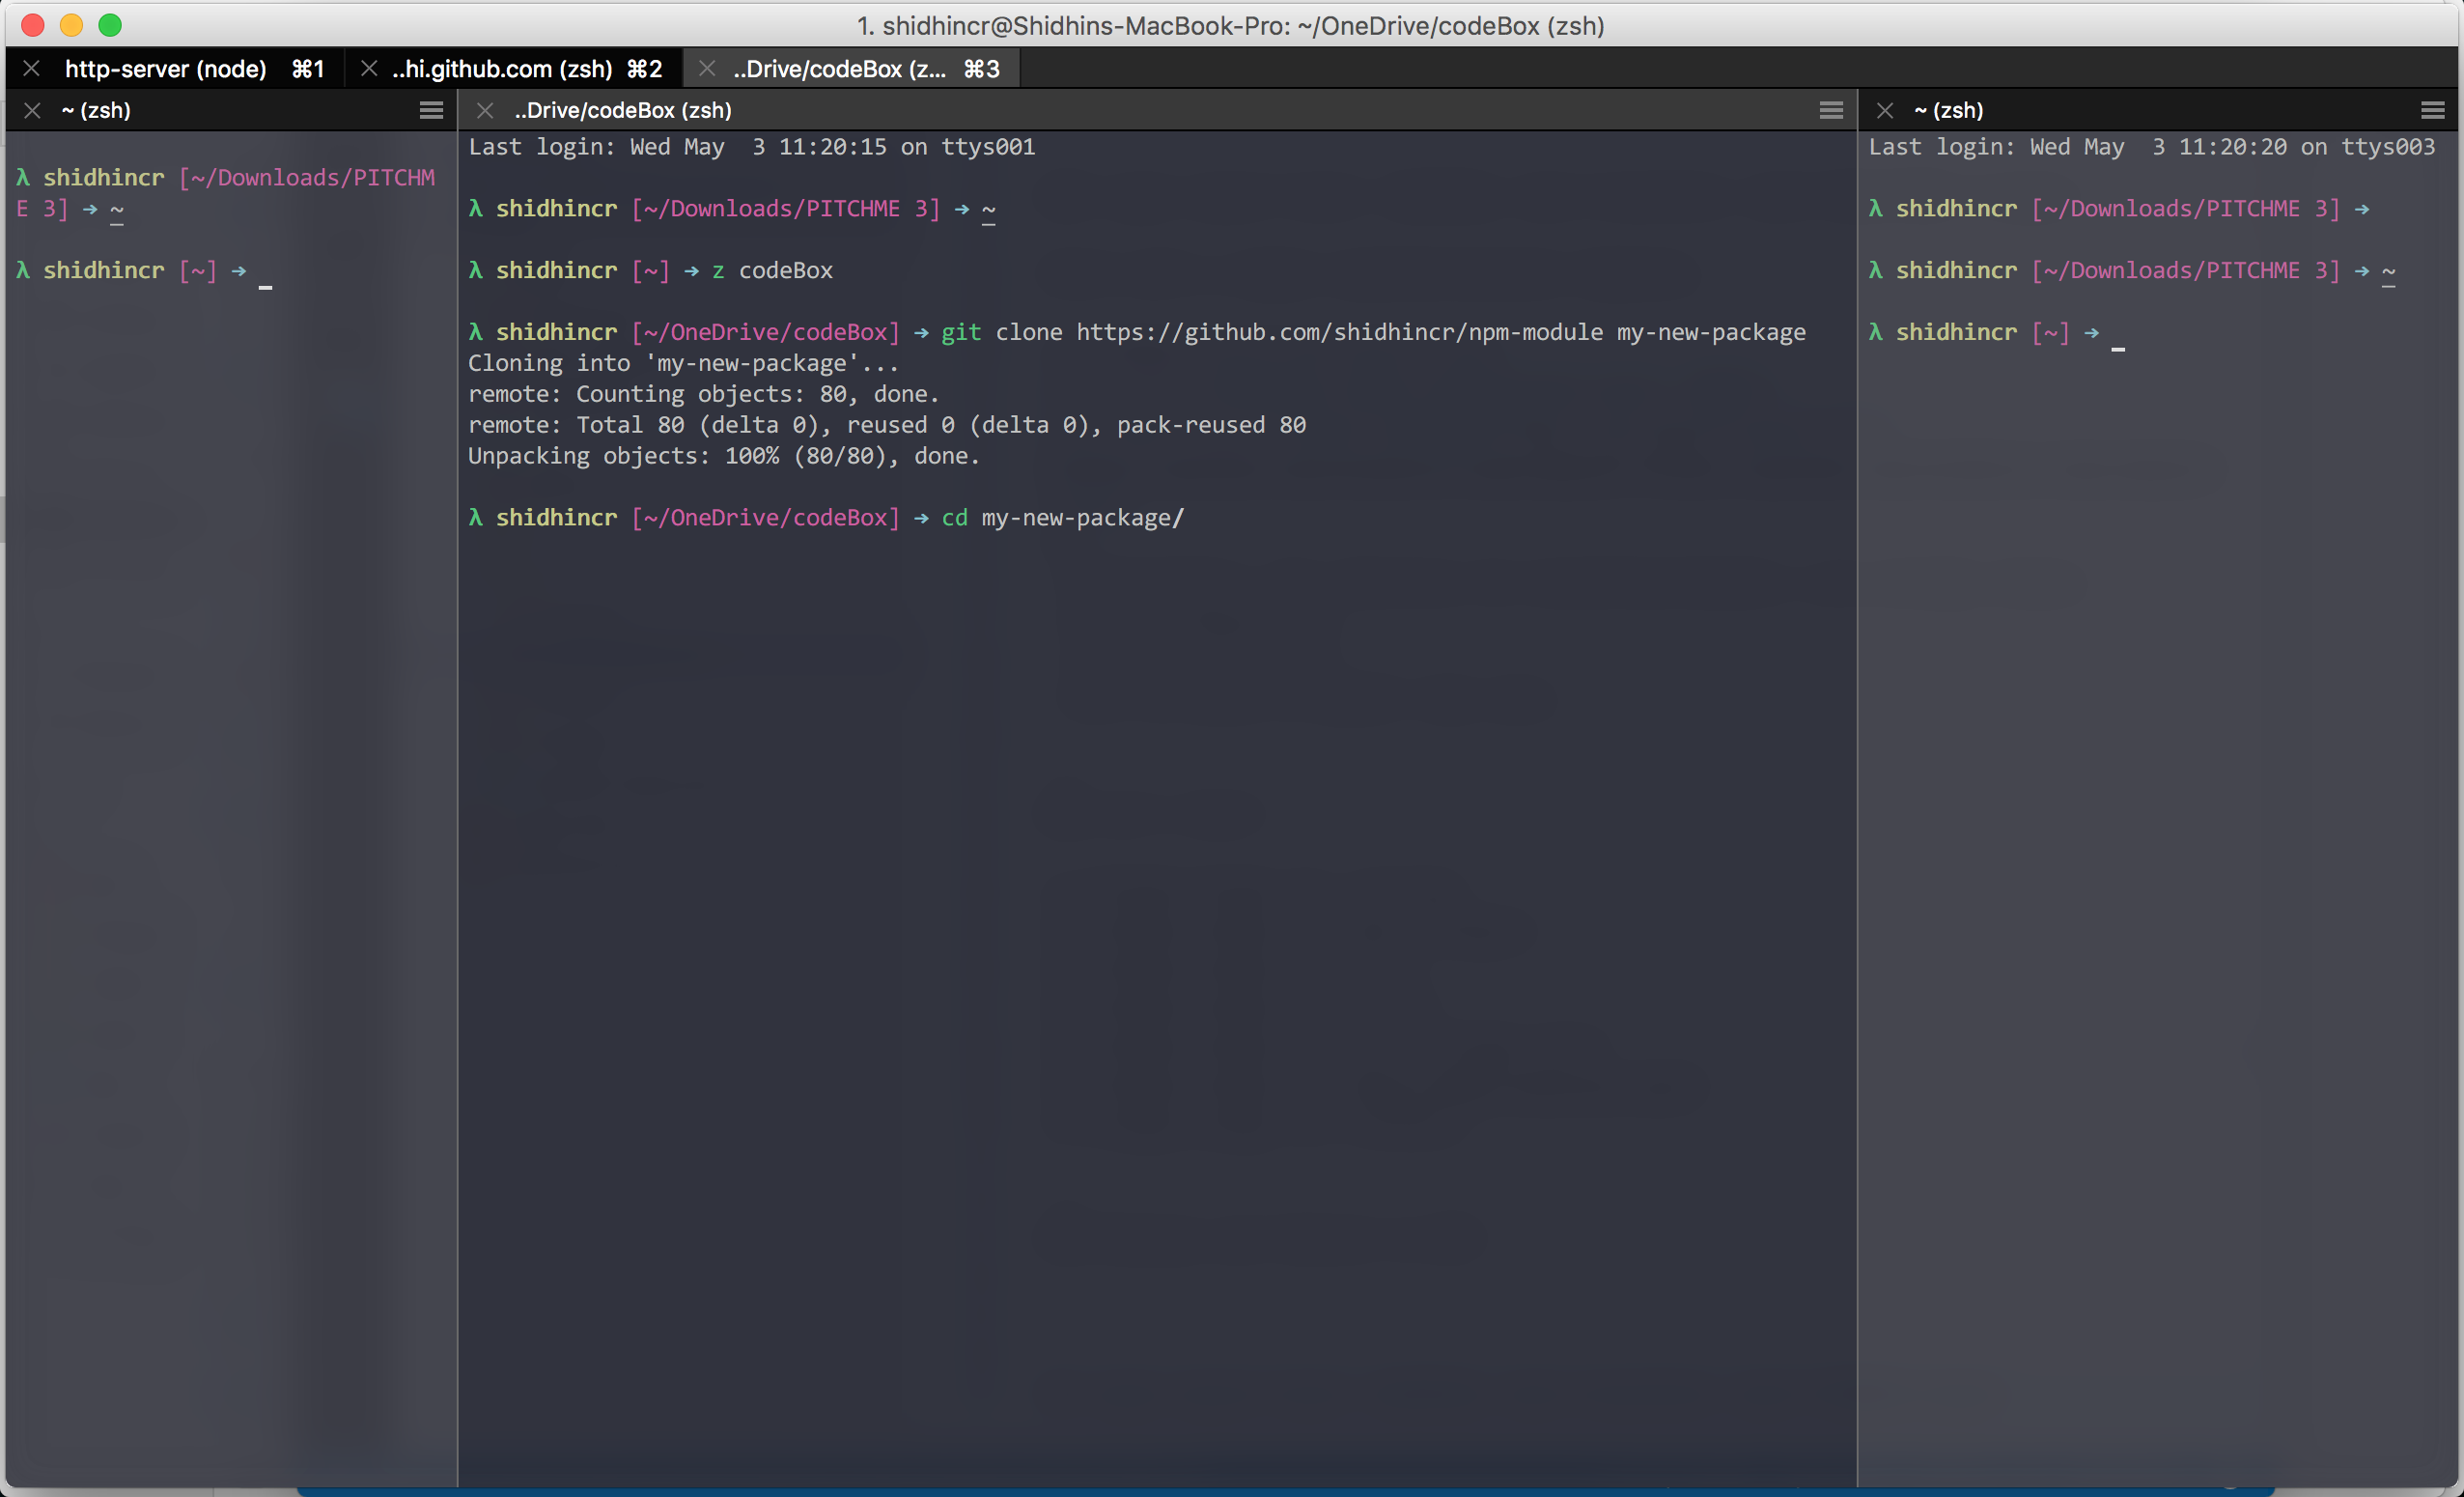 1. shidhincr@Shidhins-MacBook-Pro: ~/OneDrive/codeBox (zsh)
http-server (node) ⌘1 ..hi.github.com (zsh) ⌘2 ..Drive/codeBox (z... ⌘3
~ (zsh)
λ shidhincr [~/Downloads/PITCHM
E 3] → ~
λ shidhincr [~] → _
..Drive/codeBox (zsh)
Last login: Wed May  3 11:20:15 on ttys001
λ shidhincr [~/Downloads/PITCHME 3] → ~
λ shidhincr [~] → z codeBox
λ shidhincr [~/OneDrive/codeBox] → git clone https://github.com/shidhincr/npm-module my-new-package
Cloning into 'my-new-package'...
remote: Counting objects: 80, done.
remote: Total 80 (delta 0), reused 0 (delta 0), pack-reused 80
Unpacking objects: 100% (80/80), done.
λ shidhincr [~/OneDrive/codeBox] → cd my-new-package/
~ (zsh)
Last login: Wed May  3 11:20:20 on ttys003
λ shidhincr [~/Downloads/PITCHME 3] →
λ shidhincr [~/Downloads/PITCHME 3] → ~
λ shidhincr [~] → _